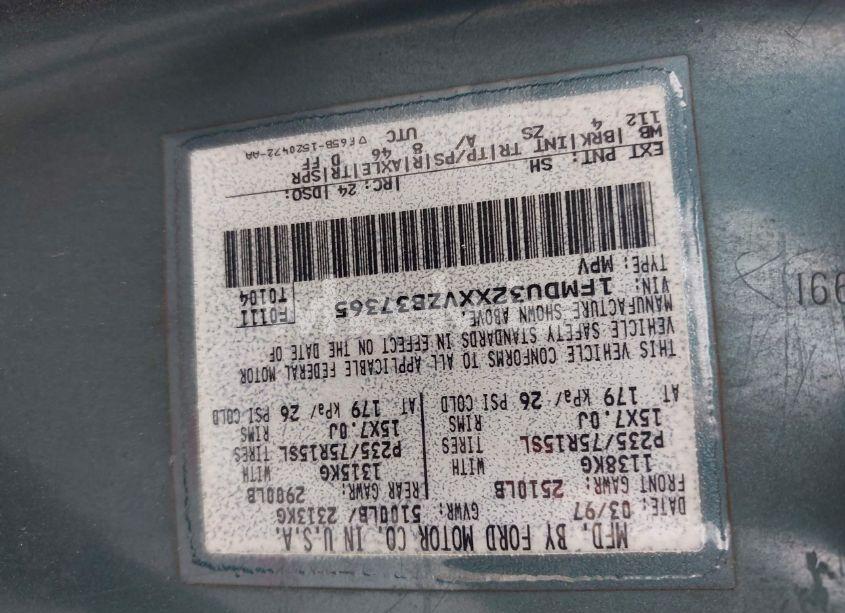 MFD. BY FORD MOTOR CO. IN U.S.A.
DATE: 03/97 GVWR: 5100LB/ 2313KG
FRONT GAWR: 2510LB REAR GAWR: 2900LB
1138KG WITH 1315KG WITH
P235/75R15SL TIRES P235/75R15SL TIRES
15X7.0J RIMS 15X7.0J RIMS
AT 179 kPa/ 26 PSI COLD AT 179 kPa/ 26 PSI COLD
THIS VEHICLE CONFORMS TO ALL APPLICABLE FEDERAL MOTOR
VEHICLE SAFETY STANDARDS IN EFFECT ON THE DATE OF
MANUFACTURE SHOWN ABOVE.
VIN: 1FMDU32XXVZB37365 F0111
TYPE: MPV T0104
RC: 24 DSO:
EXT PNT: SH
WB BRK INT TR TP/PS R AXLE TR SPR
112 4 ZS A/ 8 46 D FF
UTC ▽F65B-1520472-AA
1991